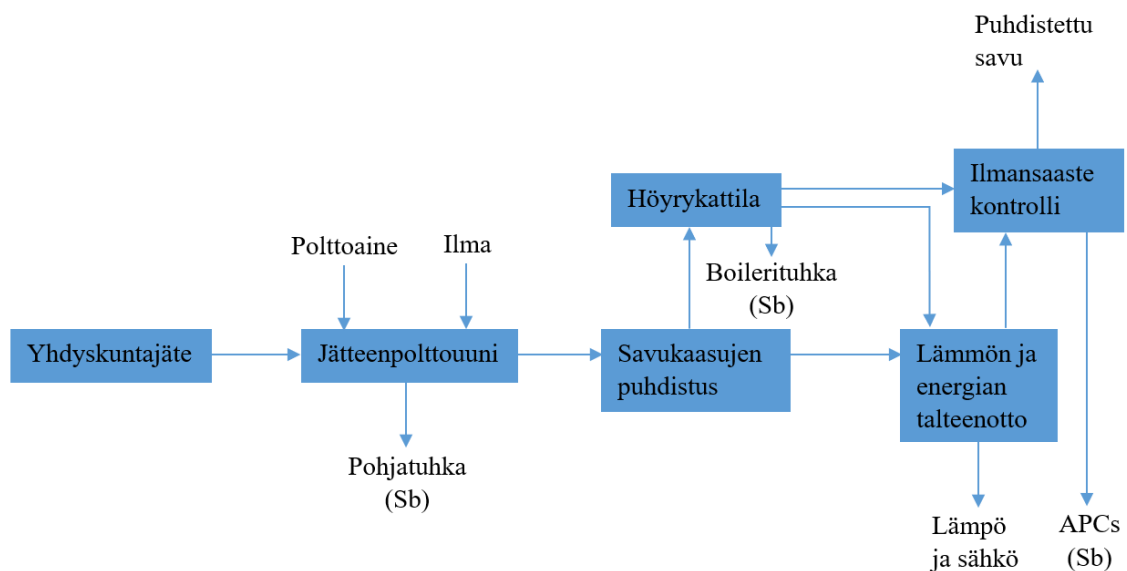 Puhdistettu
savu
Ilmansaaste
kontrolli
Höyrykattila
Polttoaine
Ilma
Boilerituhka
(Sb)
Yhdyskuntajäte
Jätteenpolttouuni
Savukaasujen
puhdistus
Lämmön ja
energian
talteenotto
Pohjatuhka
(Sb)
Lämpö
ja sähkö
APCs
(Sb)